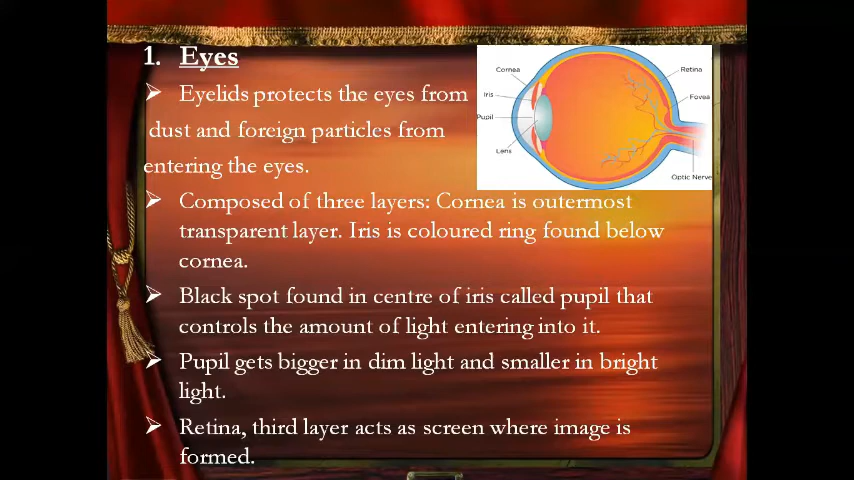 1. Eyes
➢ Eyelids protects the eyes from
dust and foreign particles from
entering the eyes.
Cornea
Iris
Pupil
Lens
Retina
Fovea
Optic Nerve
➢ Composed of three layers: Cornea is outermost
transparent layer. Iris is coloured ring found below
cornea.
➢ Black spot found in centre of iris called pupil that
controls the amount of light entering into it.
➢ Pupil gets bigger in dim light and smaller in bright
light.
➢ Retina, third layer acts as screen where image is
formed.